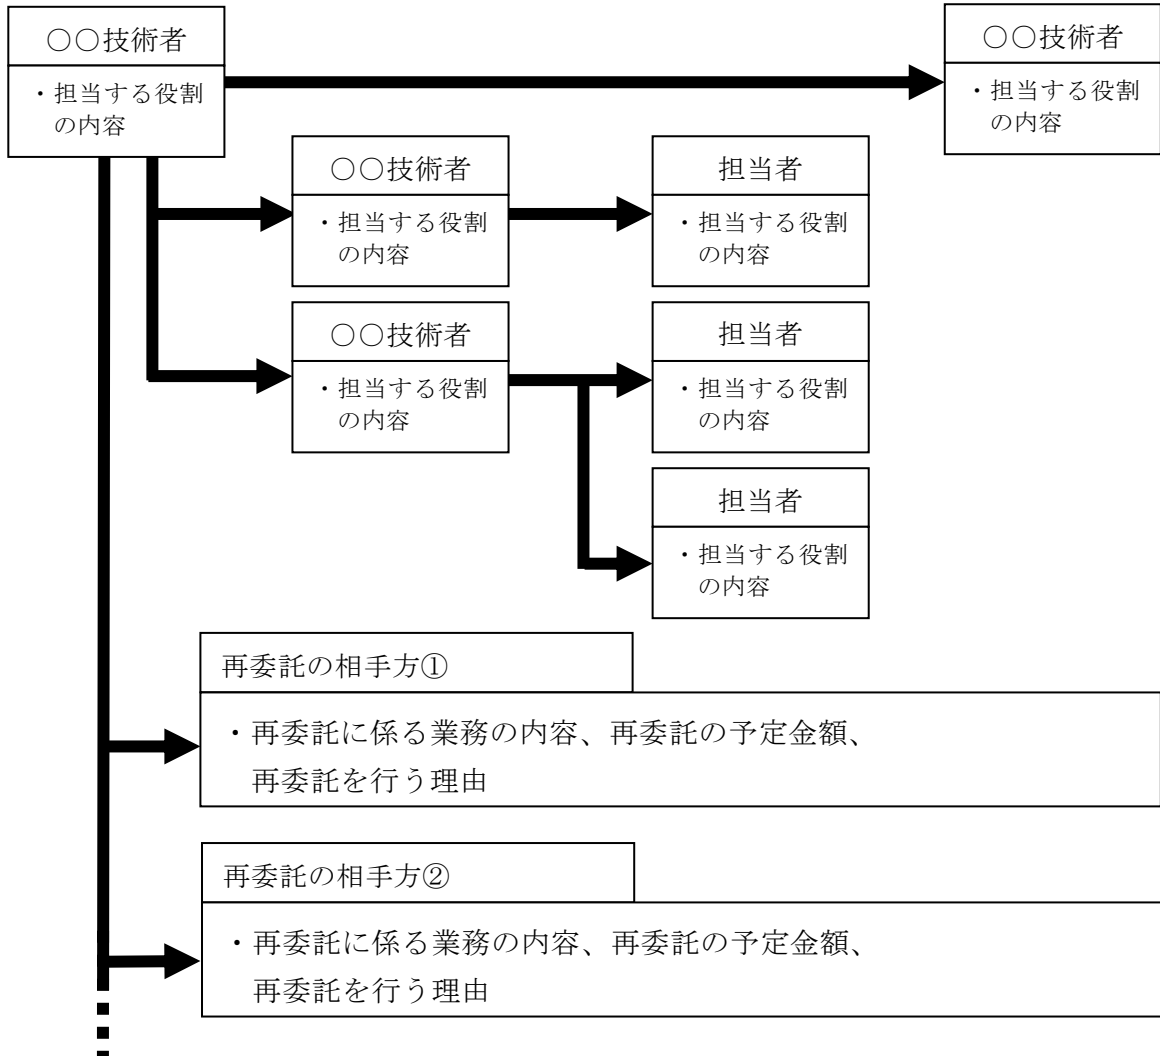 〇〇技術者
・担当する役割
の内容
〇〇技術者
・担当する役割
の内容
〇〇技術者
・担当する役割
の内容
担当者
・担当する役割
の内容
〇〇技術者
・担当する役割
の内容
担当者
・担当する役割
の内容
担当者
・担当する役割
の内容
再委託の相手方①
・再委託に係る業務の内容、再委託の予定金額、
再委託を行う理由
再委託の相手方②
・再委託に係る業務の内容、再委託の予定金額、
再委託を行う理由